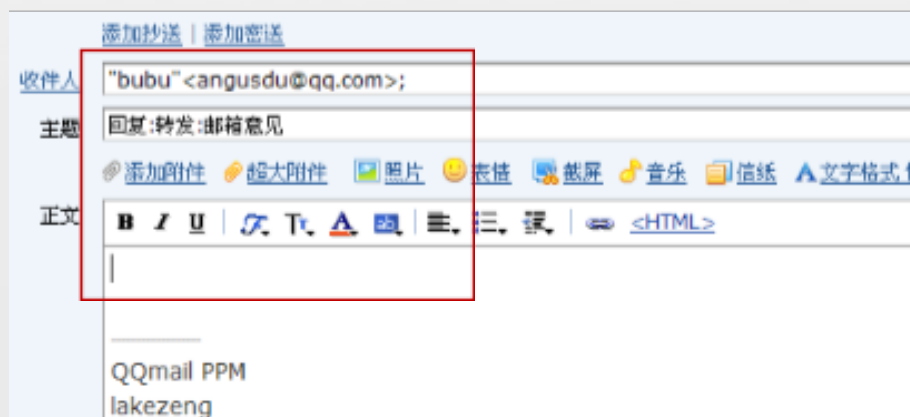 添加抄送 | 添加密送
收件人 "bubu"<angusdu@qq.com>;
主题 回复:转发:邮箱意见
添加附件 超大附件 照片 表情 截屏 音乐 信纸 A 文字格式
正文 B I U <HTML>
QQmail PPM
lakezeng